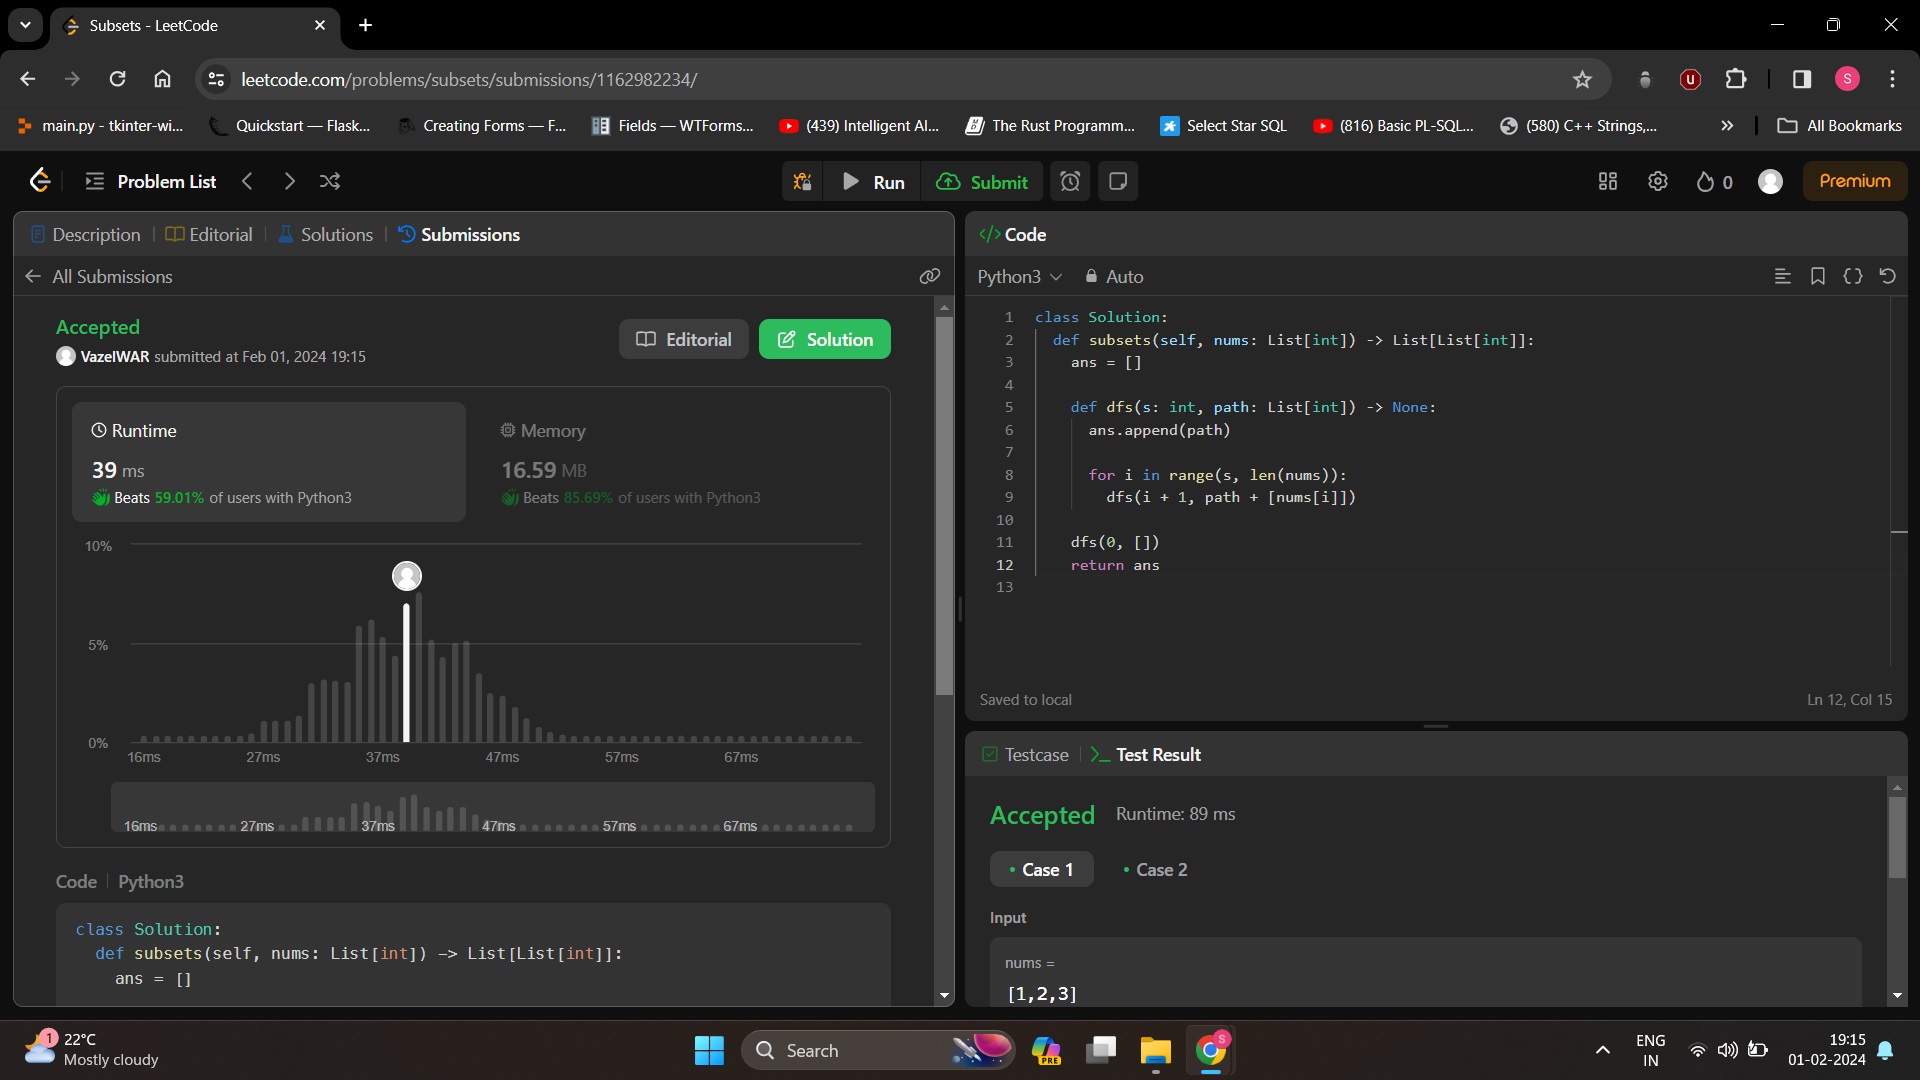 Subsets - LeetCode
leetcode.com/problems/subsets/submissions/1162982234/
S
main.py - tkinter-wi...
Quickstart — Flask...
Creating Forms — F...
Fields — WTForms...
(439) Intelligent Al...
The Rust Programm...
Select Star SQL
(816) Basic PL-SQL...
(580) C++ Strings,...
All Bookmarks
Problem List
Run
Submit
0
Premium
Description
Editorial
Solutions
Submissions
All Submissions
Accepted
VazelWAR submitted at Feb 01, 2024 19:15
Editorial
Solution
Runtime
39 ms
Beats 59.01% of users with Python3
Memory
16.59 MB
Beats 85.69% of users with Python3
10%
5%
0%
16ms 27ms 37ms 47ms 57ms 67ms
16ms 27ms 37ms 47ms 57ms 67ms
Code | Python3
class Solution:
def subsets(self, nums: List[int]) -> List[List[int]]:
ans = []
Code
Python3
Auto
1 class Solution:
2 def subsets(self, nums: List[int]) -> List[List[int]]:
3 ans = []
4
5 def dfs(s: int, path: List[int]) -> None:
6 ans.append(path)
7
8 for i in range(s, len(nums)):
9 dfs(i + 1, path + [nums[i]])
10
11 dfs(0, [])
12 return ans
13
Saved to local
Ln 12, Col 15
Testcase
Test Result
Accepted
Runtime: 89 ms
Case 1
Case 2
Input
nums =
[1,2,3]
1
22°C
Mostly cloudy
Search
PRE
S
ENG
IN
19:15
01-02-2024